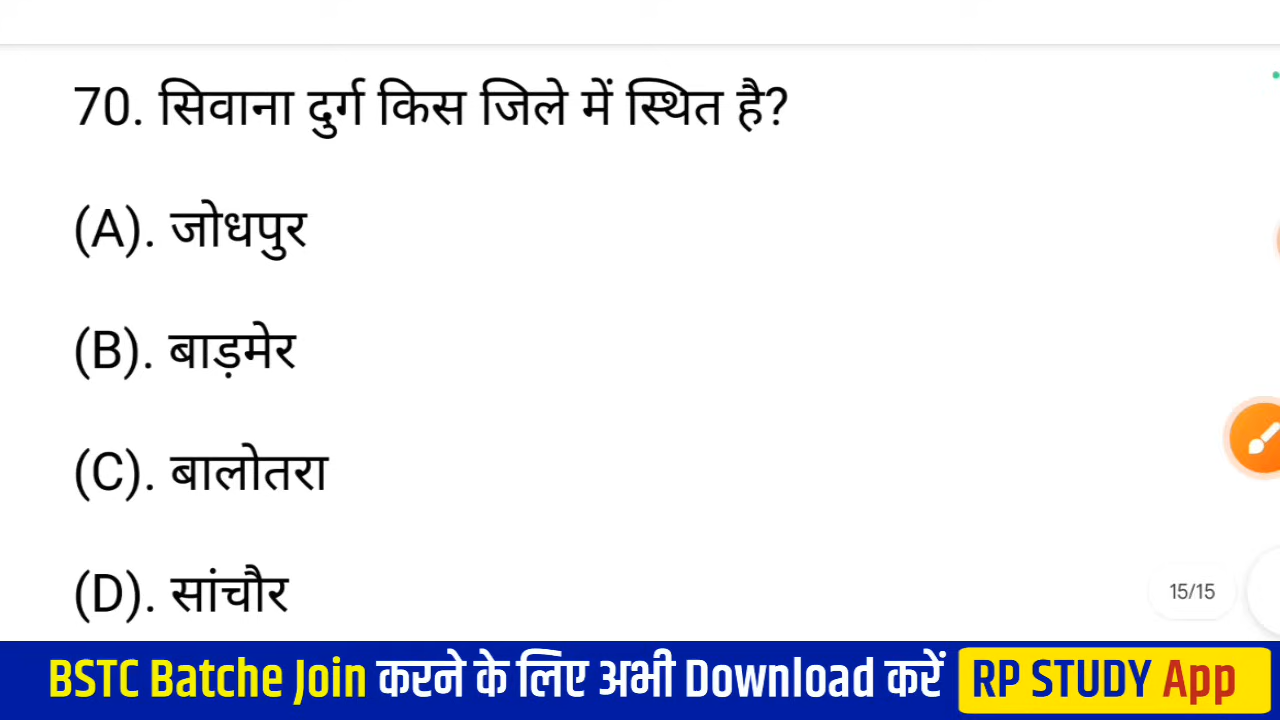 70. सिवाना दुर्ग किस जिले में स्थित है?
(A). जोधपुर
(B). बाड़मेर
(C). बालोतरा
(D). सांचौर
15/15
BSTC Batche Join करने के लिए अभी Download करें RP STUDY App